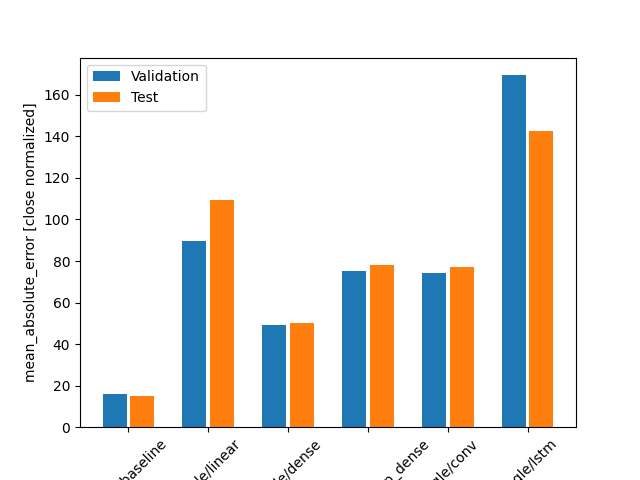 Validation
Test
mean_absolute_error [close normalized]
160
140
120
100
80
60
40
20
0
baseline
le/linear
le/dense
_dense
gle/conv
gle/lstm